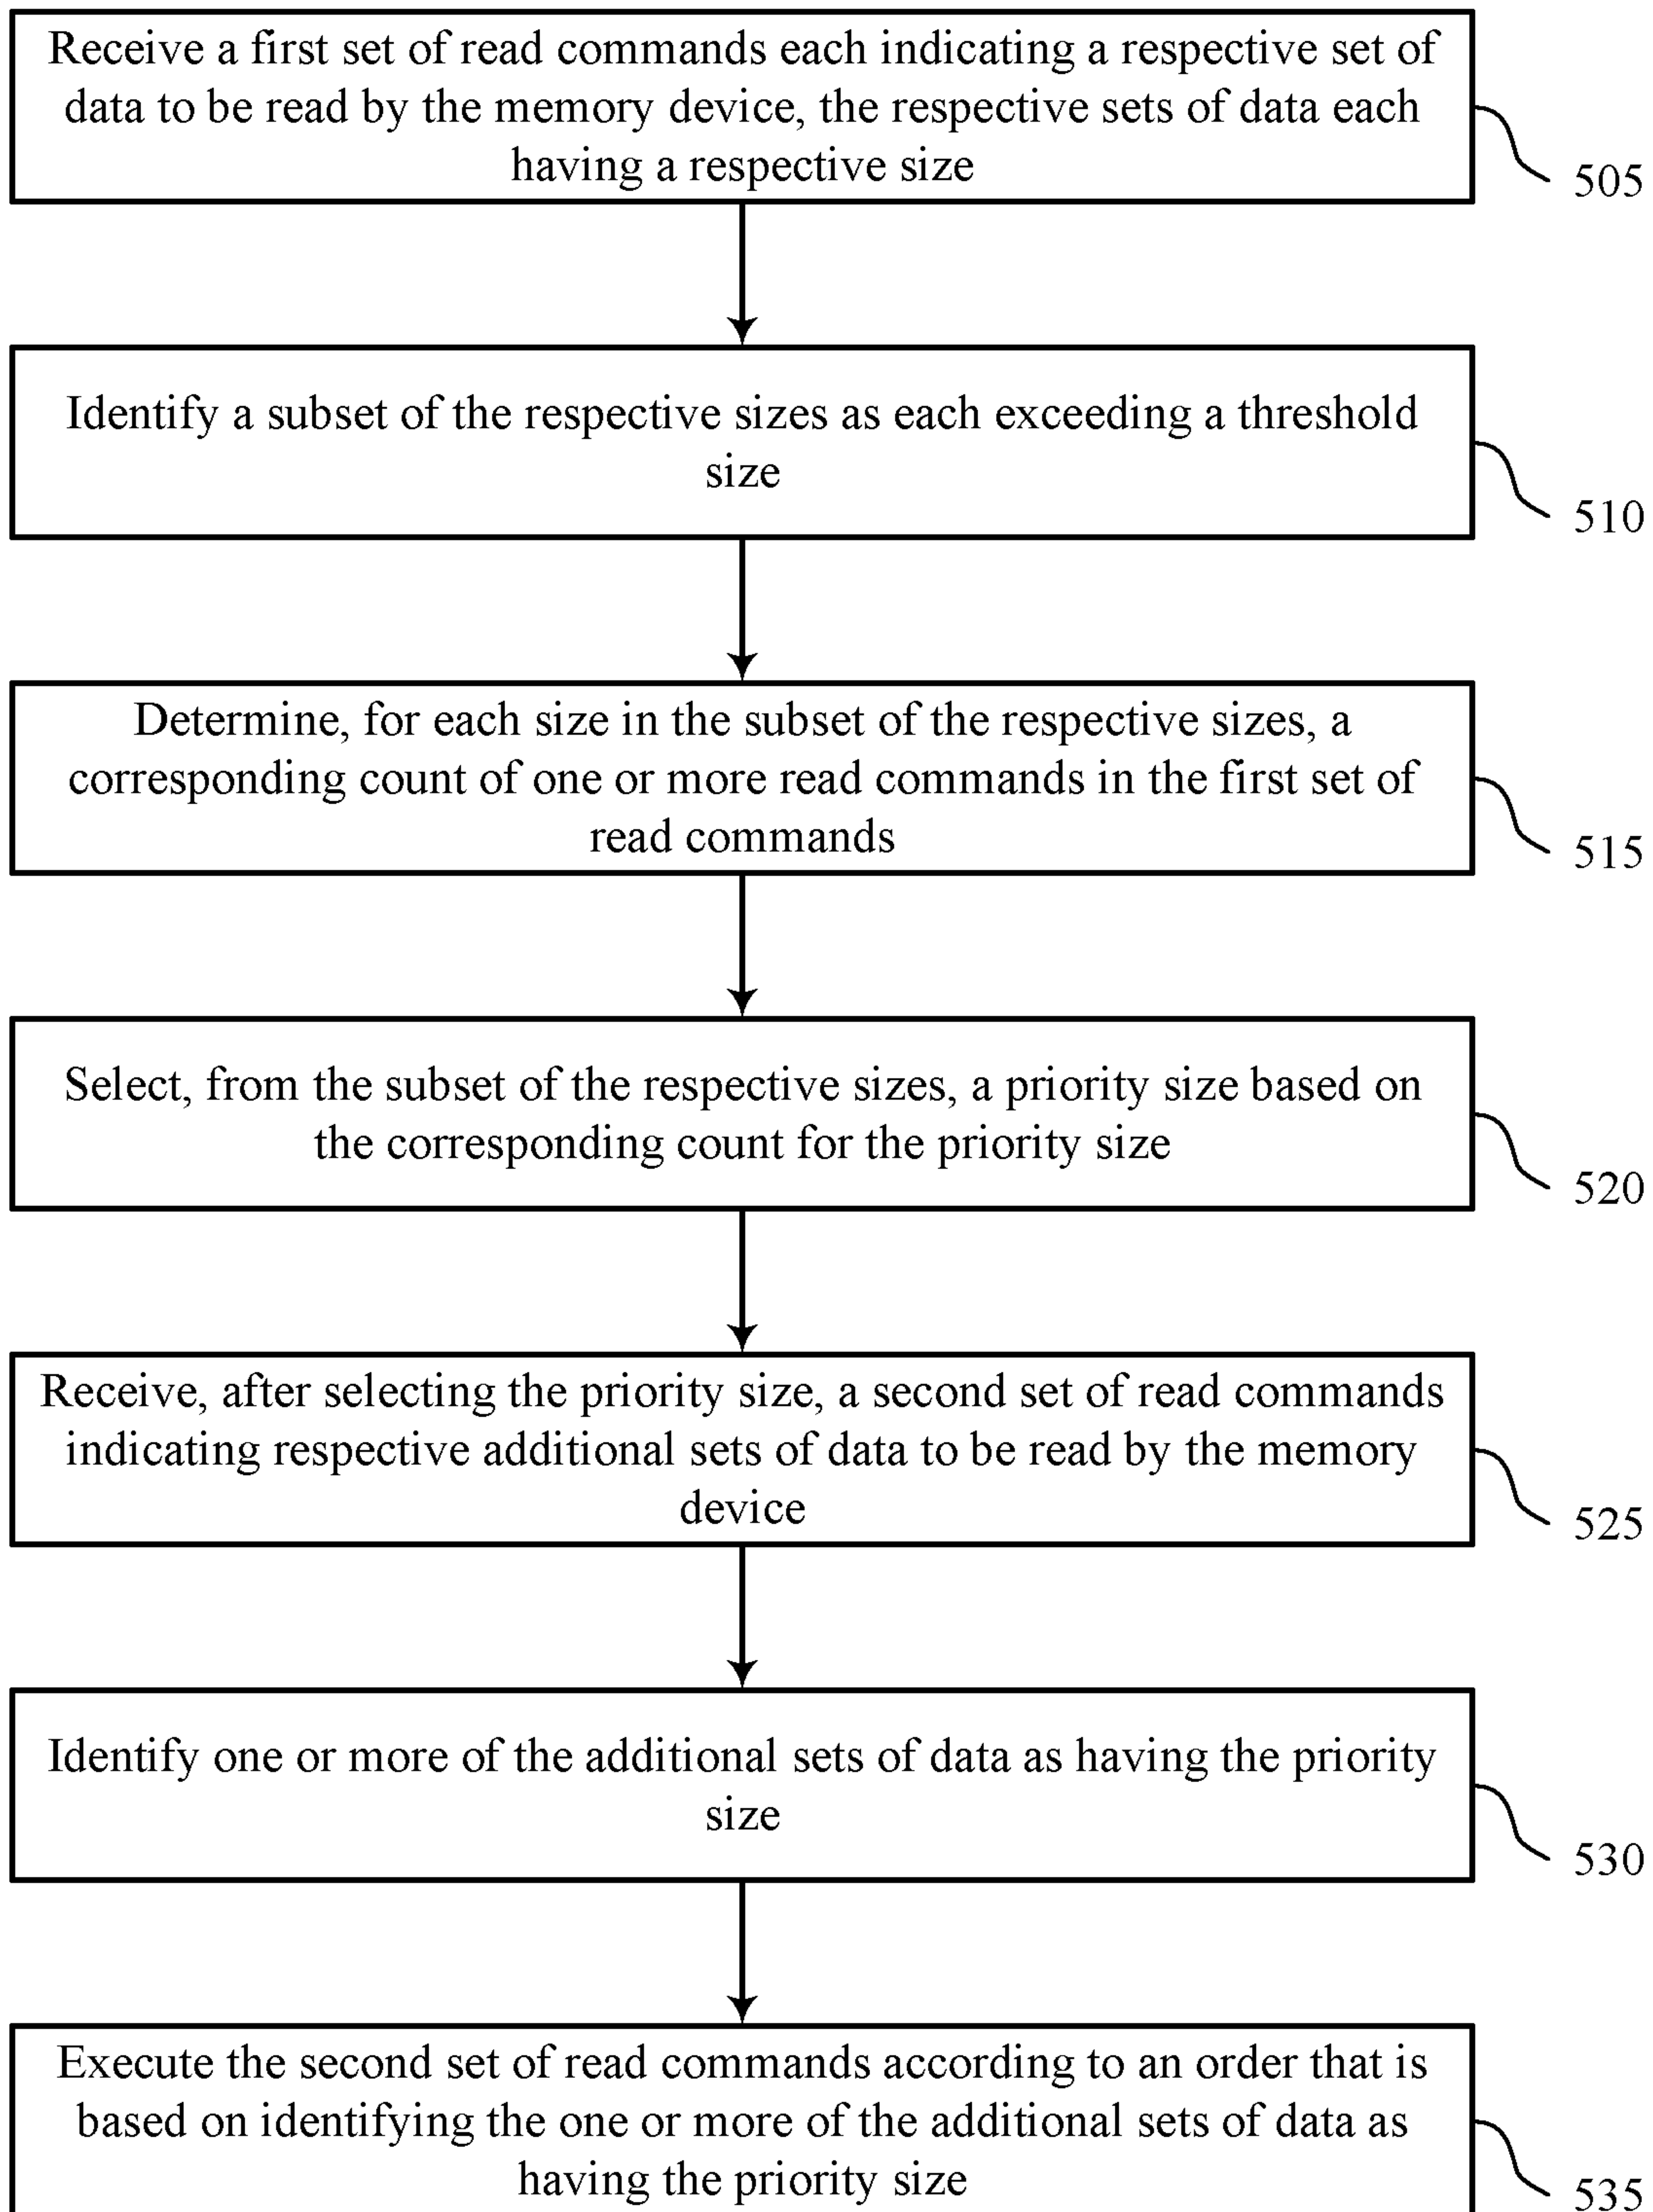 Receive a first set of read commands each indicating a respective set of
data to be read by the memory device, the respective sets of data each
having a respective size
505
Identify a subset of the respective sizes as each exceeding a threshold
size
510
Determine, for each size in the subset of the respective sizes, a
corresponding count of one or more read commands in the first set of
read commands
515
Select, from the subset of the respective sizes, a priority size based on
the corresponding count for the priority size
520
Receive, after selecting the priority size, a second set of read commands
indicating respective additional sets of data to be read by the memory
device
525
Identify one or more of the additional sets of data as having the priority
size
530
Execute the second set of read commands according to an order that is
based on identifying the one or more of the additional sets of data as
having the priority size
535